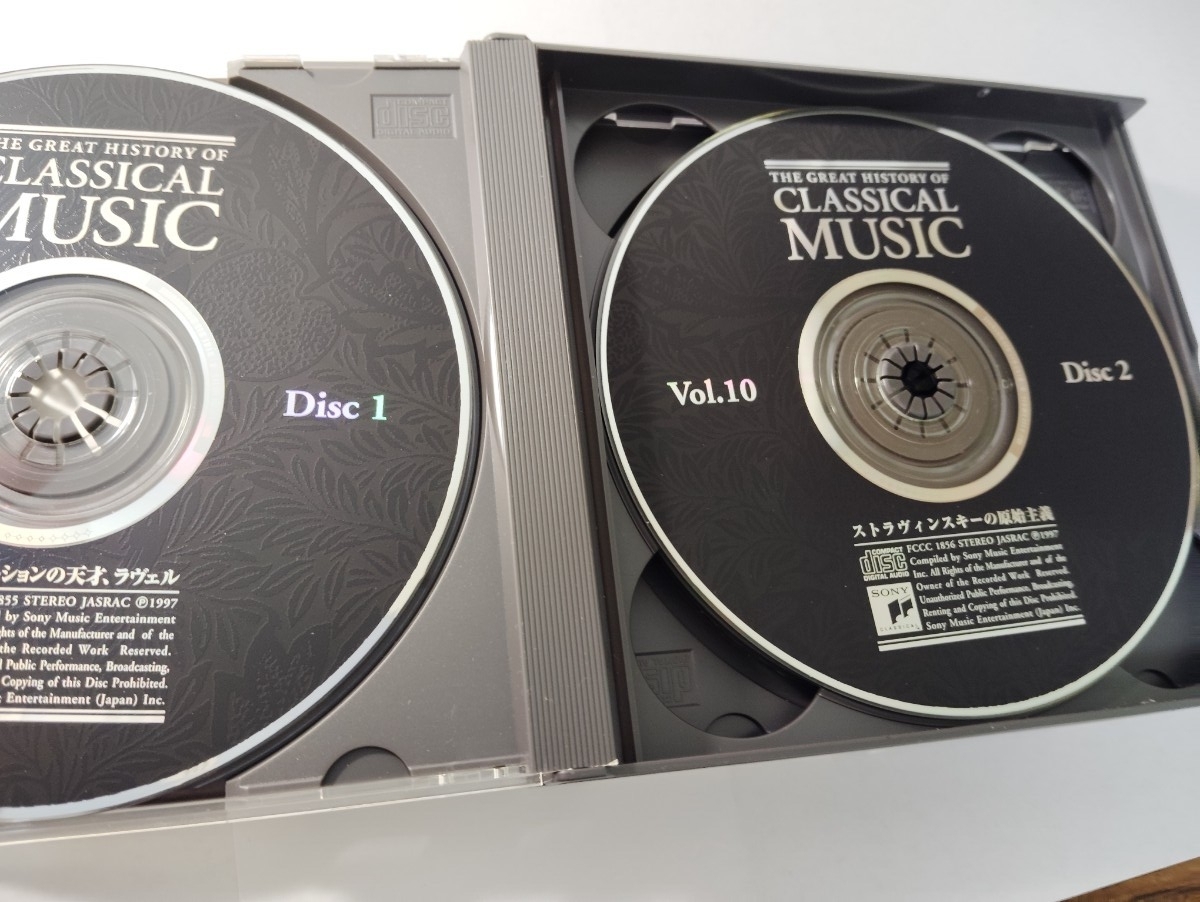 THE GREAT HISTORY OF
CLASSICAL
MUSIC
Disc 1
ションの天才、ラヴェル
855 STEREO JASRAC ℗1997
by Sony Music Entertainment
of the Manufacturer and of the
the Recorded Work Reserved.
Public Performance, Broadcasting,
Copying of this Disc Prohibited.
Entertainment (Japan) Inc.
disc
DIGITAL AUDIO
THE GREAT HISTORY OF
CLASSICAL
MUSIC
Vol.10
Disc 2
ストラヴィンスキーの原始主義
COMPACT
disc
DIGITAL AUDIO
SONY
CLASSICAL
FCCC 1856 STEREO JASRAC ℗1997
Compiled by Sony Music Entertainment
Inc. All Rights of the Manufacturer and of the
Owner of the Recorded Work Reserved.
Unauthorized Public Performance, Broadcasting,
Renting and Copying of this Disc Prohibited.
Sony Music Entertainment (Japan) Inc.